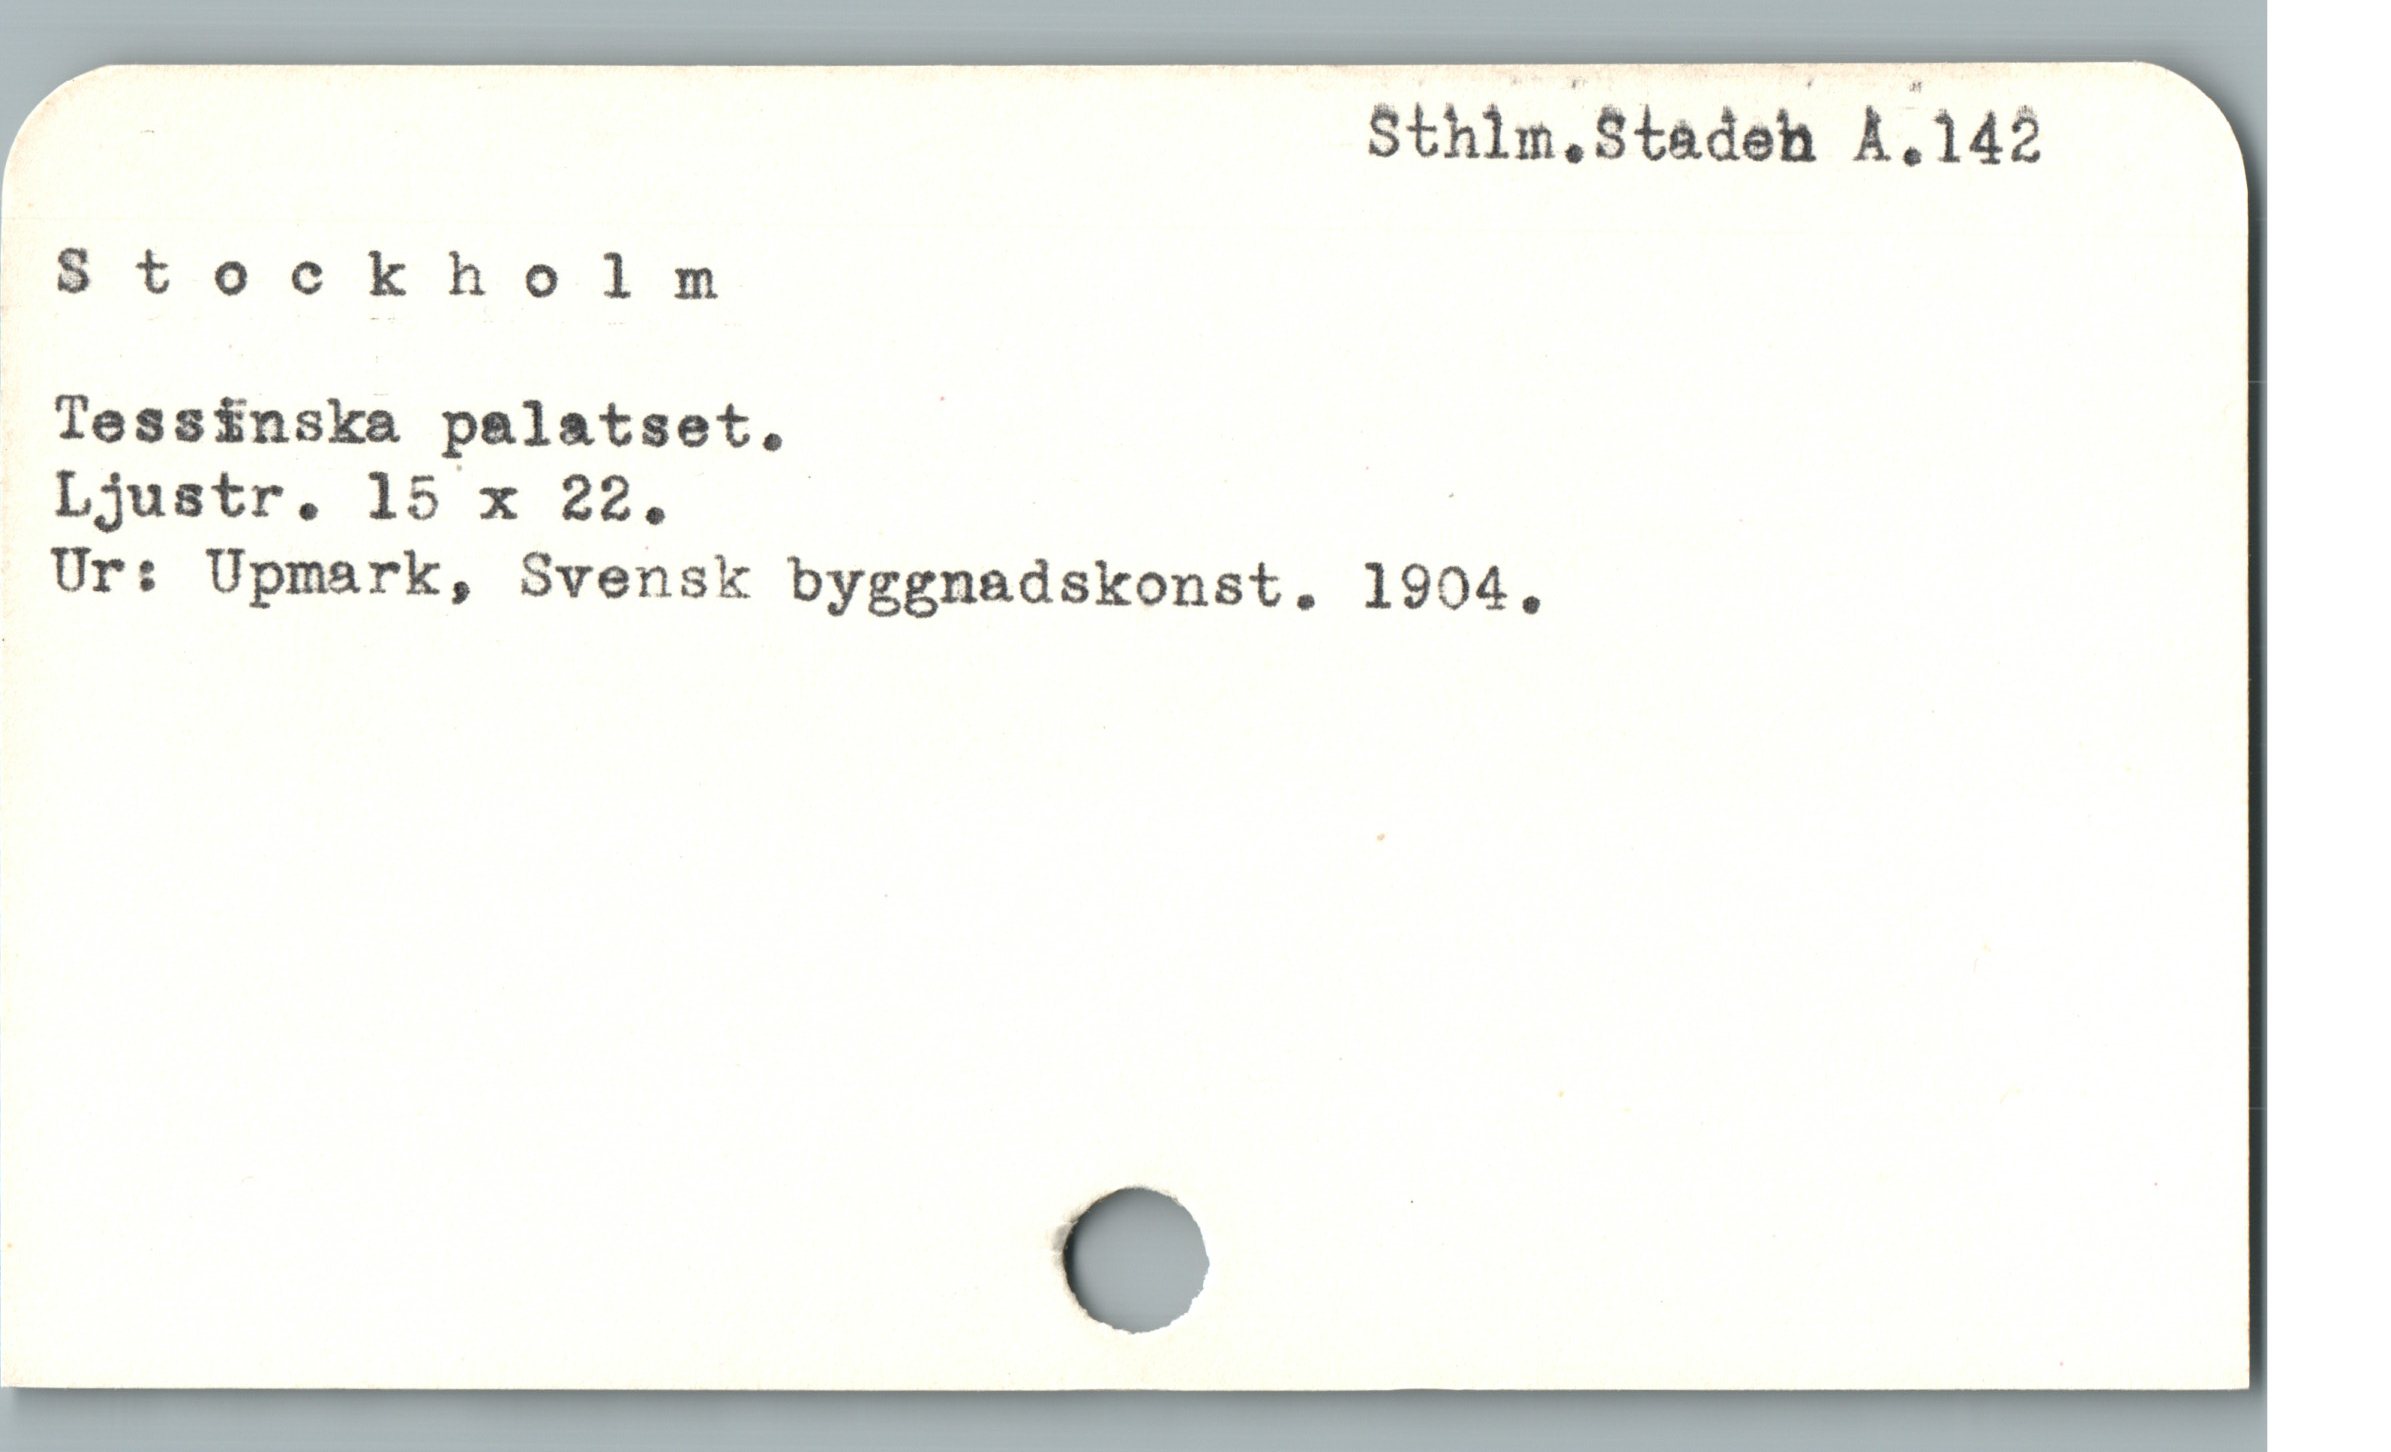 Sthlm.Staden A.142
S t o c k h o l m
Tessinska palatset.
Ljustr. 15 x 22.
Ur: Upmark, Svensk byggnadskonst. 1904.